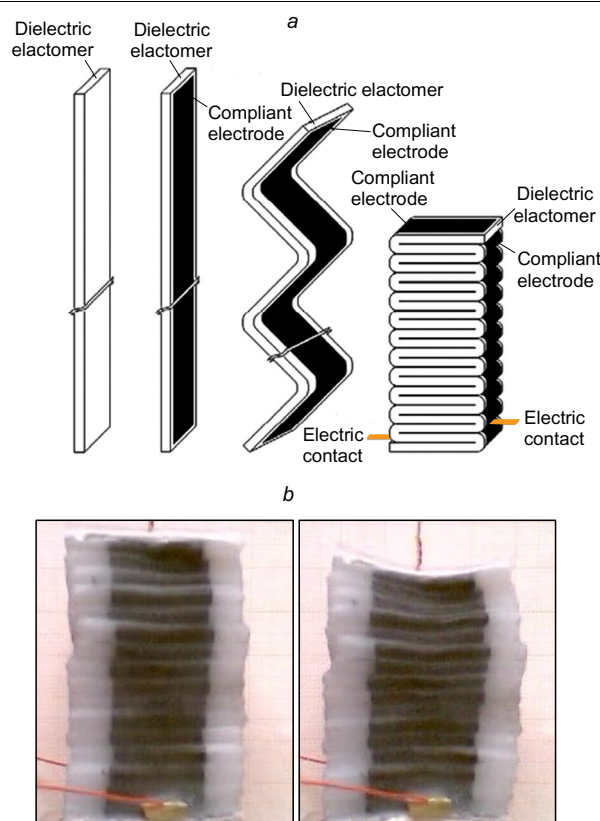 a
Dielectric
elactomer
Dielectric
elactomer
Compliant
electrode
Dielectric elactomer
Compliant
electrode
Compliant
electrode
Dielectric
elactomer
Compliant
electrode
Electric
contact
Electric
contact
b